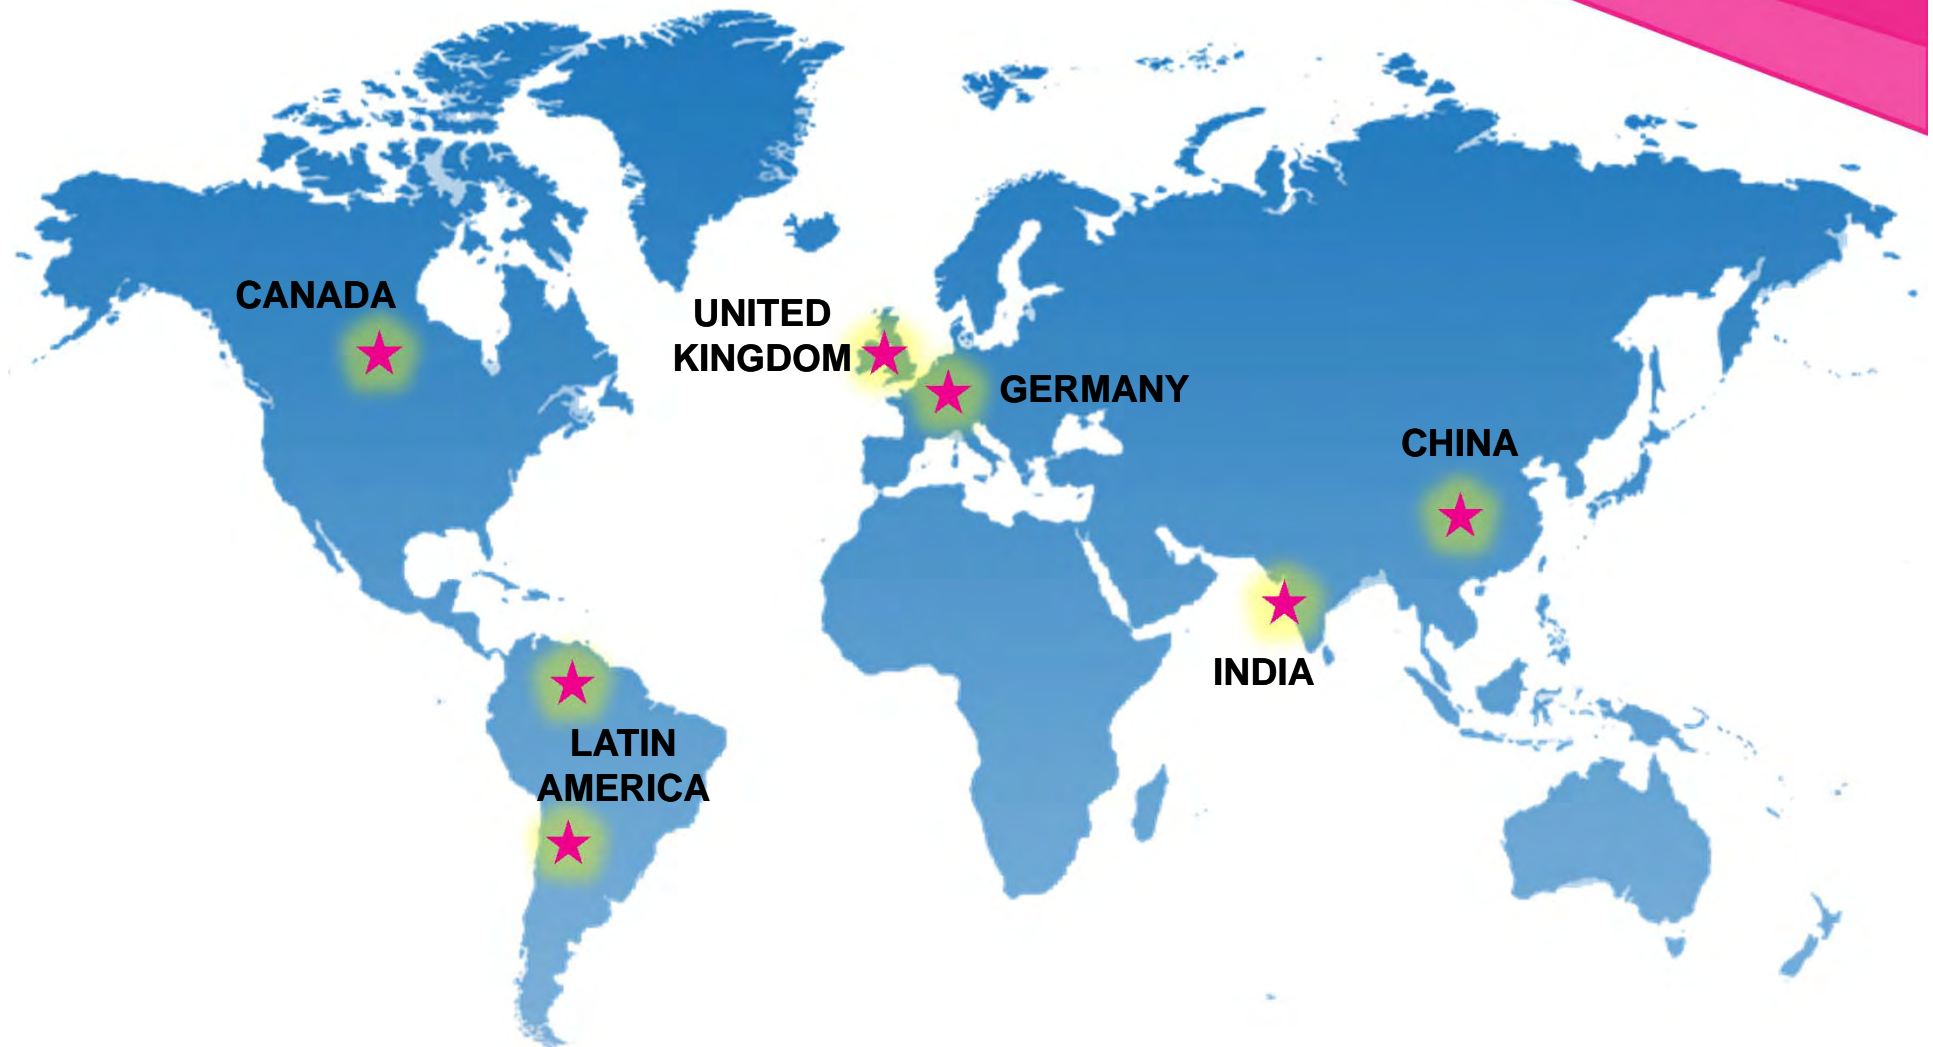 CANADA
UNITED
KINGDOM
GERMANY
CHINA
INDIA
LATIN
AMERICA